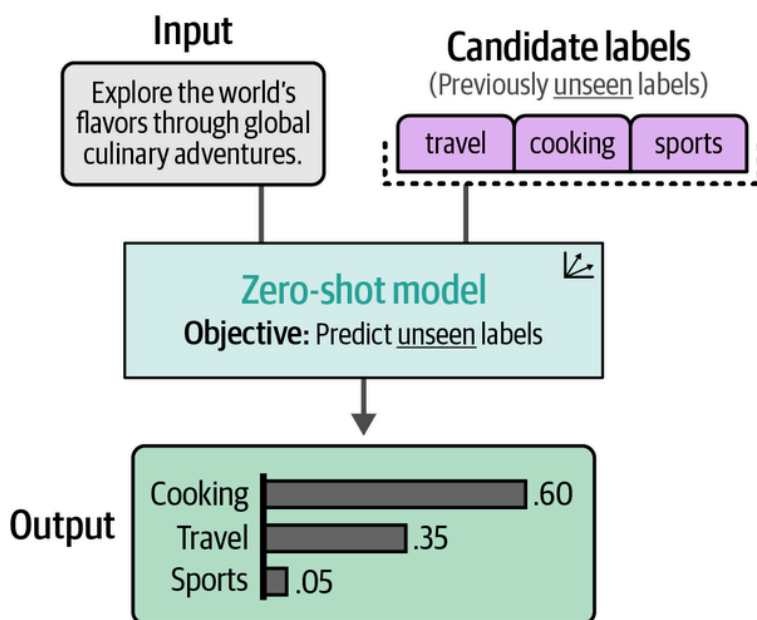 Input
Explore the world's
flavors through global
culinary adventures.
Candidate labels
(Previously unseen labels)
travel cooking sports
Zero-shot model
Objective: Predict unseen labels
Output
Cooking .60
Travel .35
Sports .05